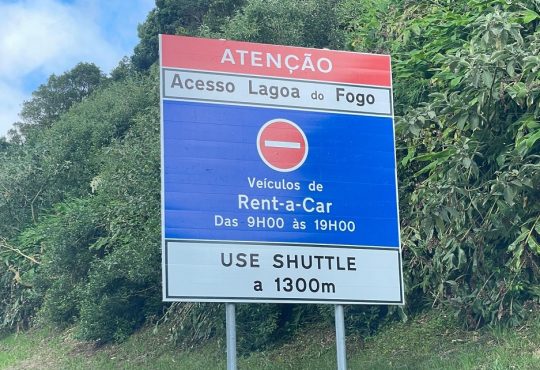 ATENÇÃO
Acesso Lagoa do Fogo
Veículos de
Rent-a-Car
Das 9H00 às 19H00
USE SHUTTLE
a 1300m